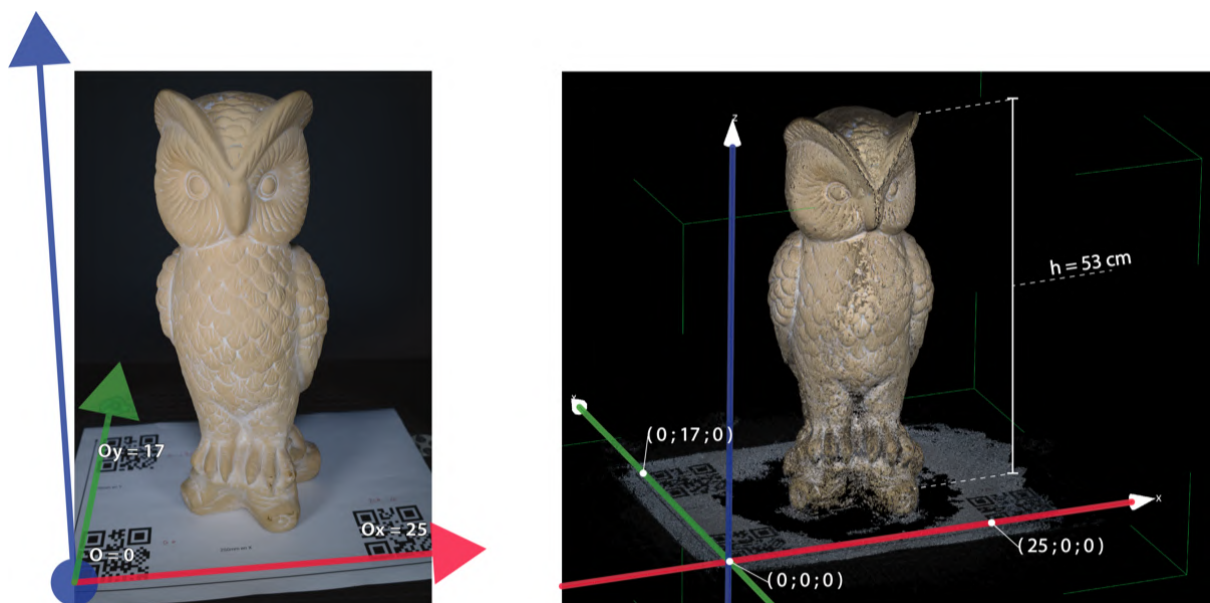 Oy = 17
O = 0
Ox = 25
z
h = 53 cm
y
(0; 17; 0)
x
(25; 0; 0)
(0; 0; 0)